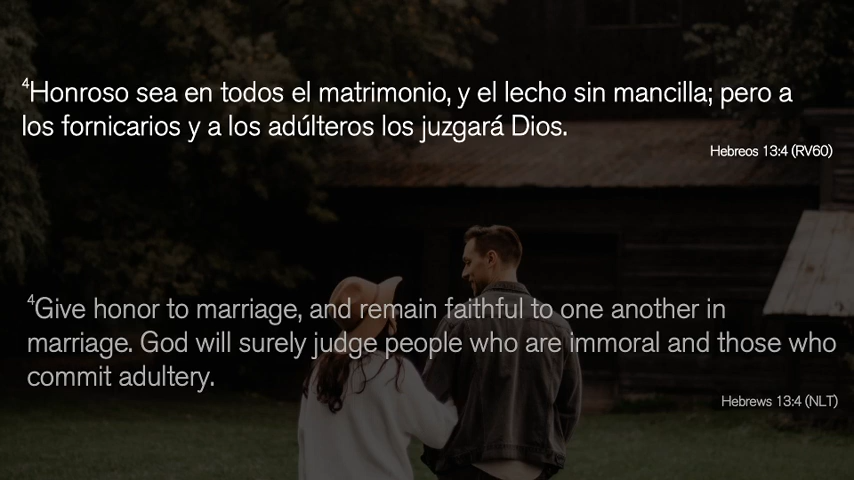 ⁴Honroso sea en todos el matrimonio, y el lecho sin mancilla; pero a
los fornicarios y a los adúlteros los juzgará Dios.
Hebreos 13:4 (RV60)
⁴Give honor to marriage, and remain faithful to one another in
marriage. God will surely judge people who are immoral and those who
commit adultery.
Hebrews 13:4 (NLT)